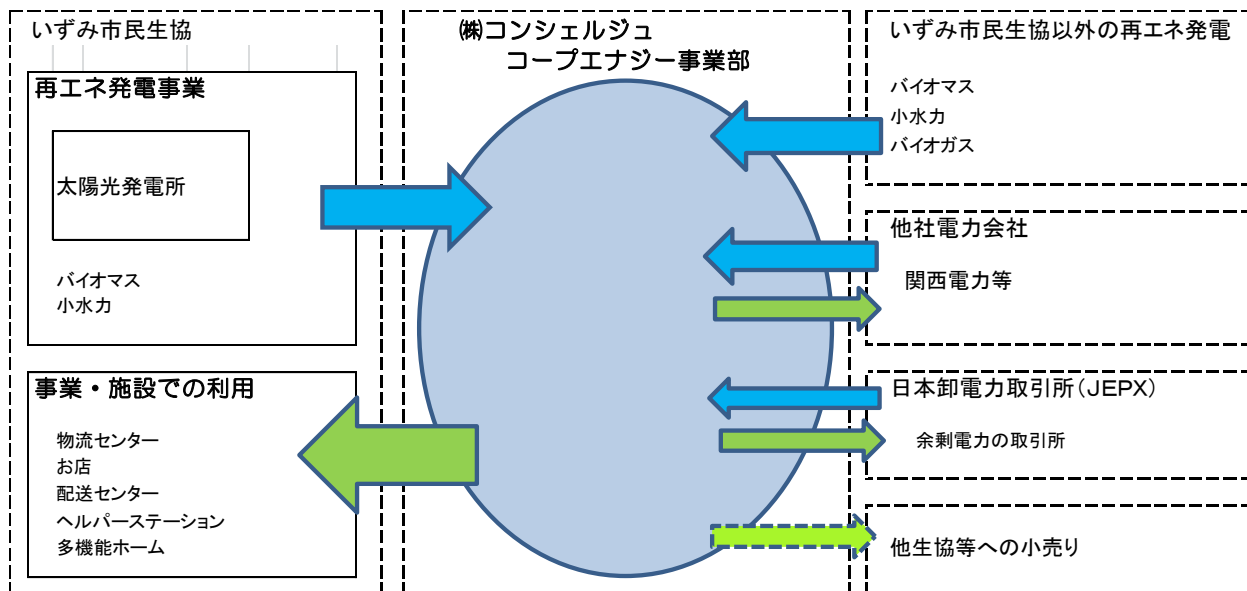 いずみ市民生協
再エネ発電事業
太陽光発電所
バイオマス
小水力
事業・施設での利用
物流センター
お店
配送センター
ヘルパーステーション
多機能ホーム
㈱コンシェルジュ
コープエナジー事業部
いずみ市民生協以外の再エネ発電
バイオマス
小水力
バイオガス
他社電力会社
関西電力等
日本卸電力取引所（JEPX）
余剰電力の取引所
他生協等への小売り